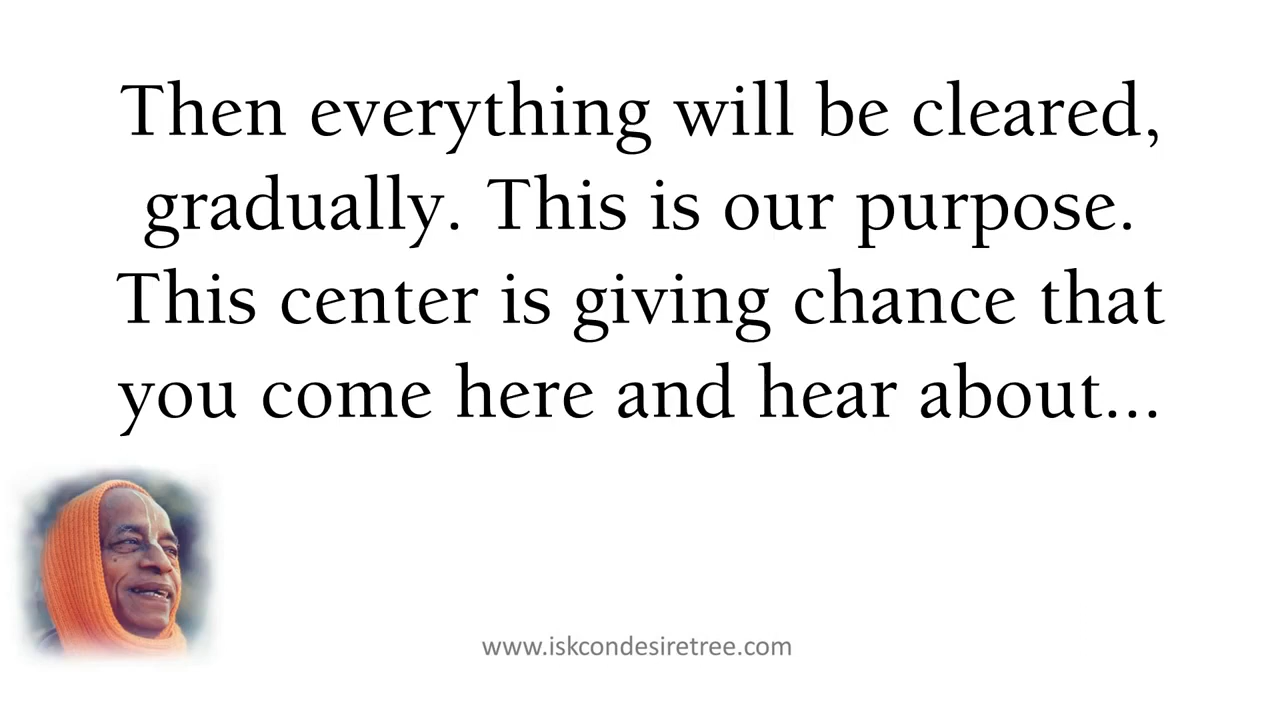 Then everything will be cleared,
gradually. This is our purpose.
This center is giving chance that
you come here and hear about...
www.iskcondesiretree.com